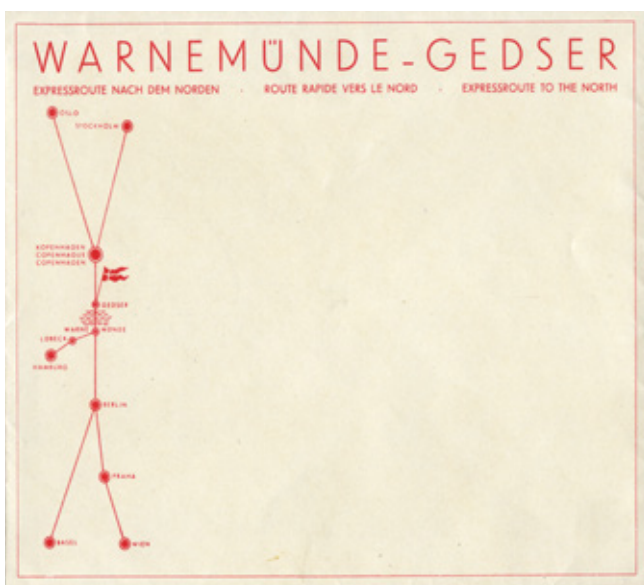 WARNEMÜNDE-GEDSER
EXPRESSROUTE NACH DEM NORDEN · ROUTE RAPIDE VERS LE NORD · EXPRESSROUTE TO THE NORTH
OSLO
STOCKHOLM
KOPENHAGEN
COPENHAGUE
COPENHAGEN
GEDSER
WARNEMÜNDE
LÜBECK
HAMBURG
BERLIN
PRAHA
BASEL
WIEN